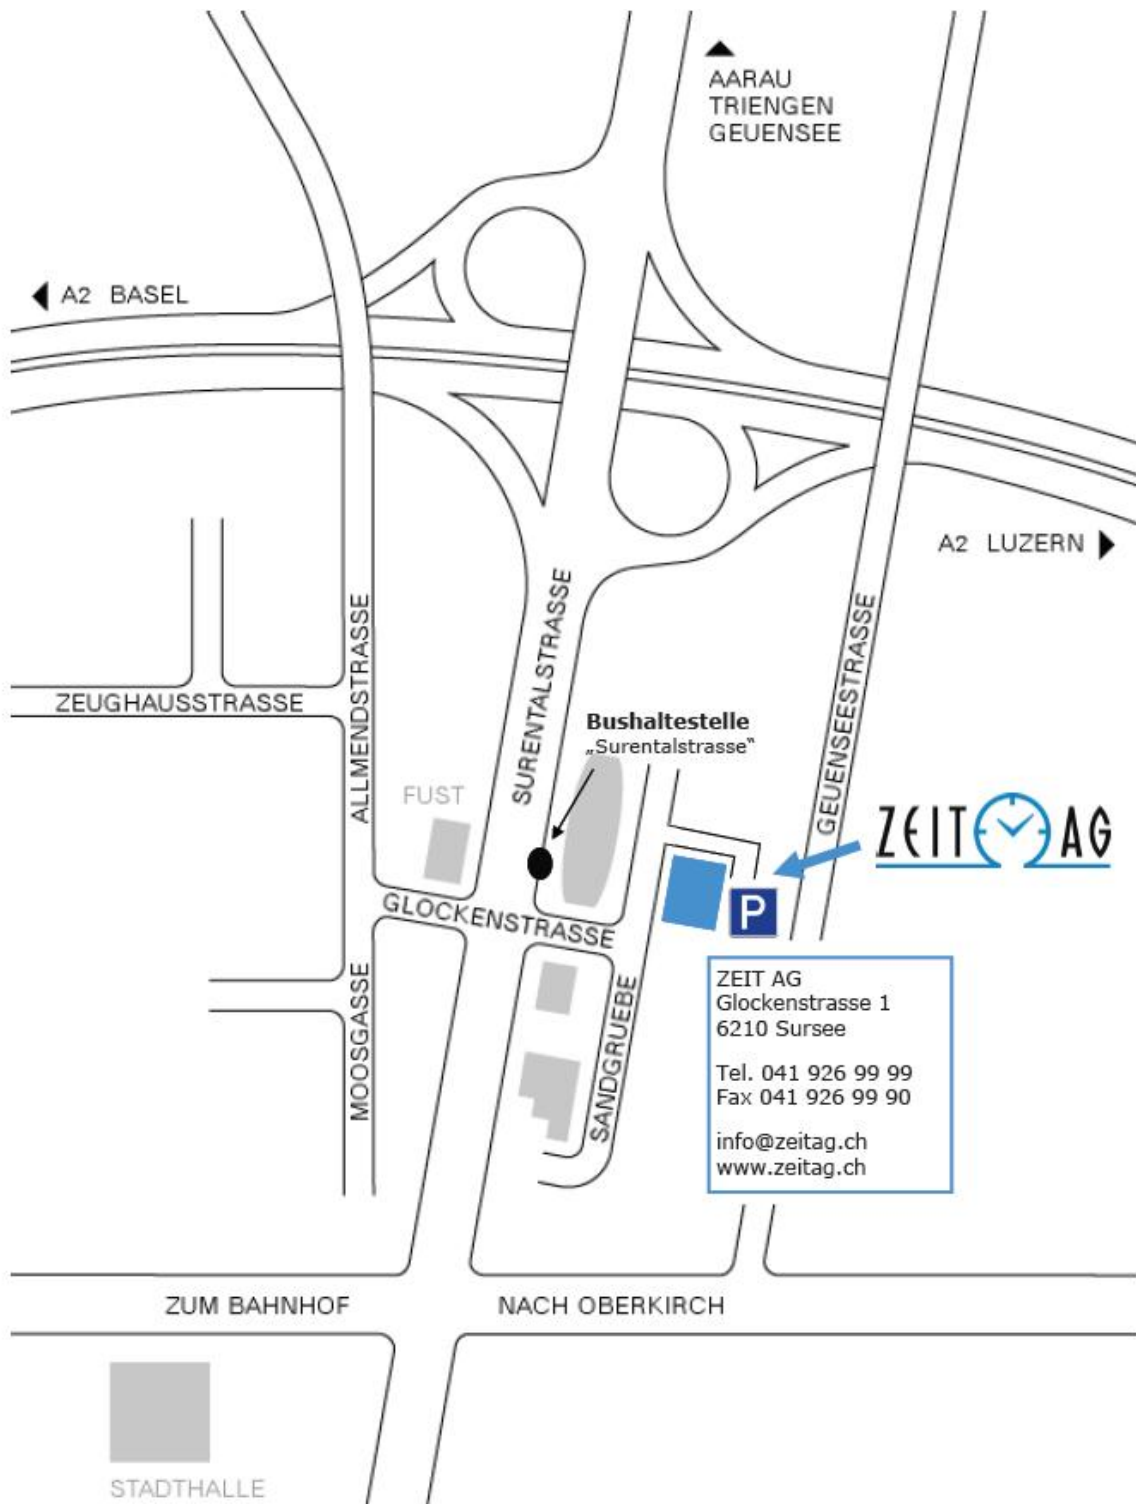 AARAU
TRIENGEN
GEUENSEE
A2 BASEL
A2 LUZERN
SURENTALSTRASSE
ALLMENDSTRASSE
GEUENSEESTRASSE
ZEUGHAUSSTRASSE
Bushaltestelle
„Surentalstrasse“
FUST
ZEIT AG
P
GLOCKENSTRASSE
MOOSGASSE
SANDGRUEBE
ZEIT AG
Glockenstrasse 1
6210 Sursee
Tel. 041 926 99 99
Fax 041 926 99 90
info@zeitag.ch
www.zeitag.ch
ZUM BAHNHOF
NACH OBERKIRCH
STADTHALLE